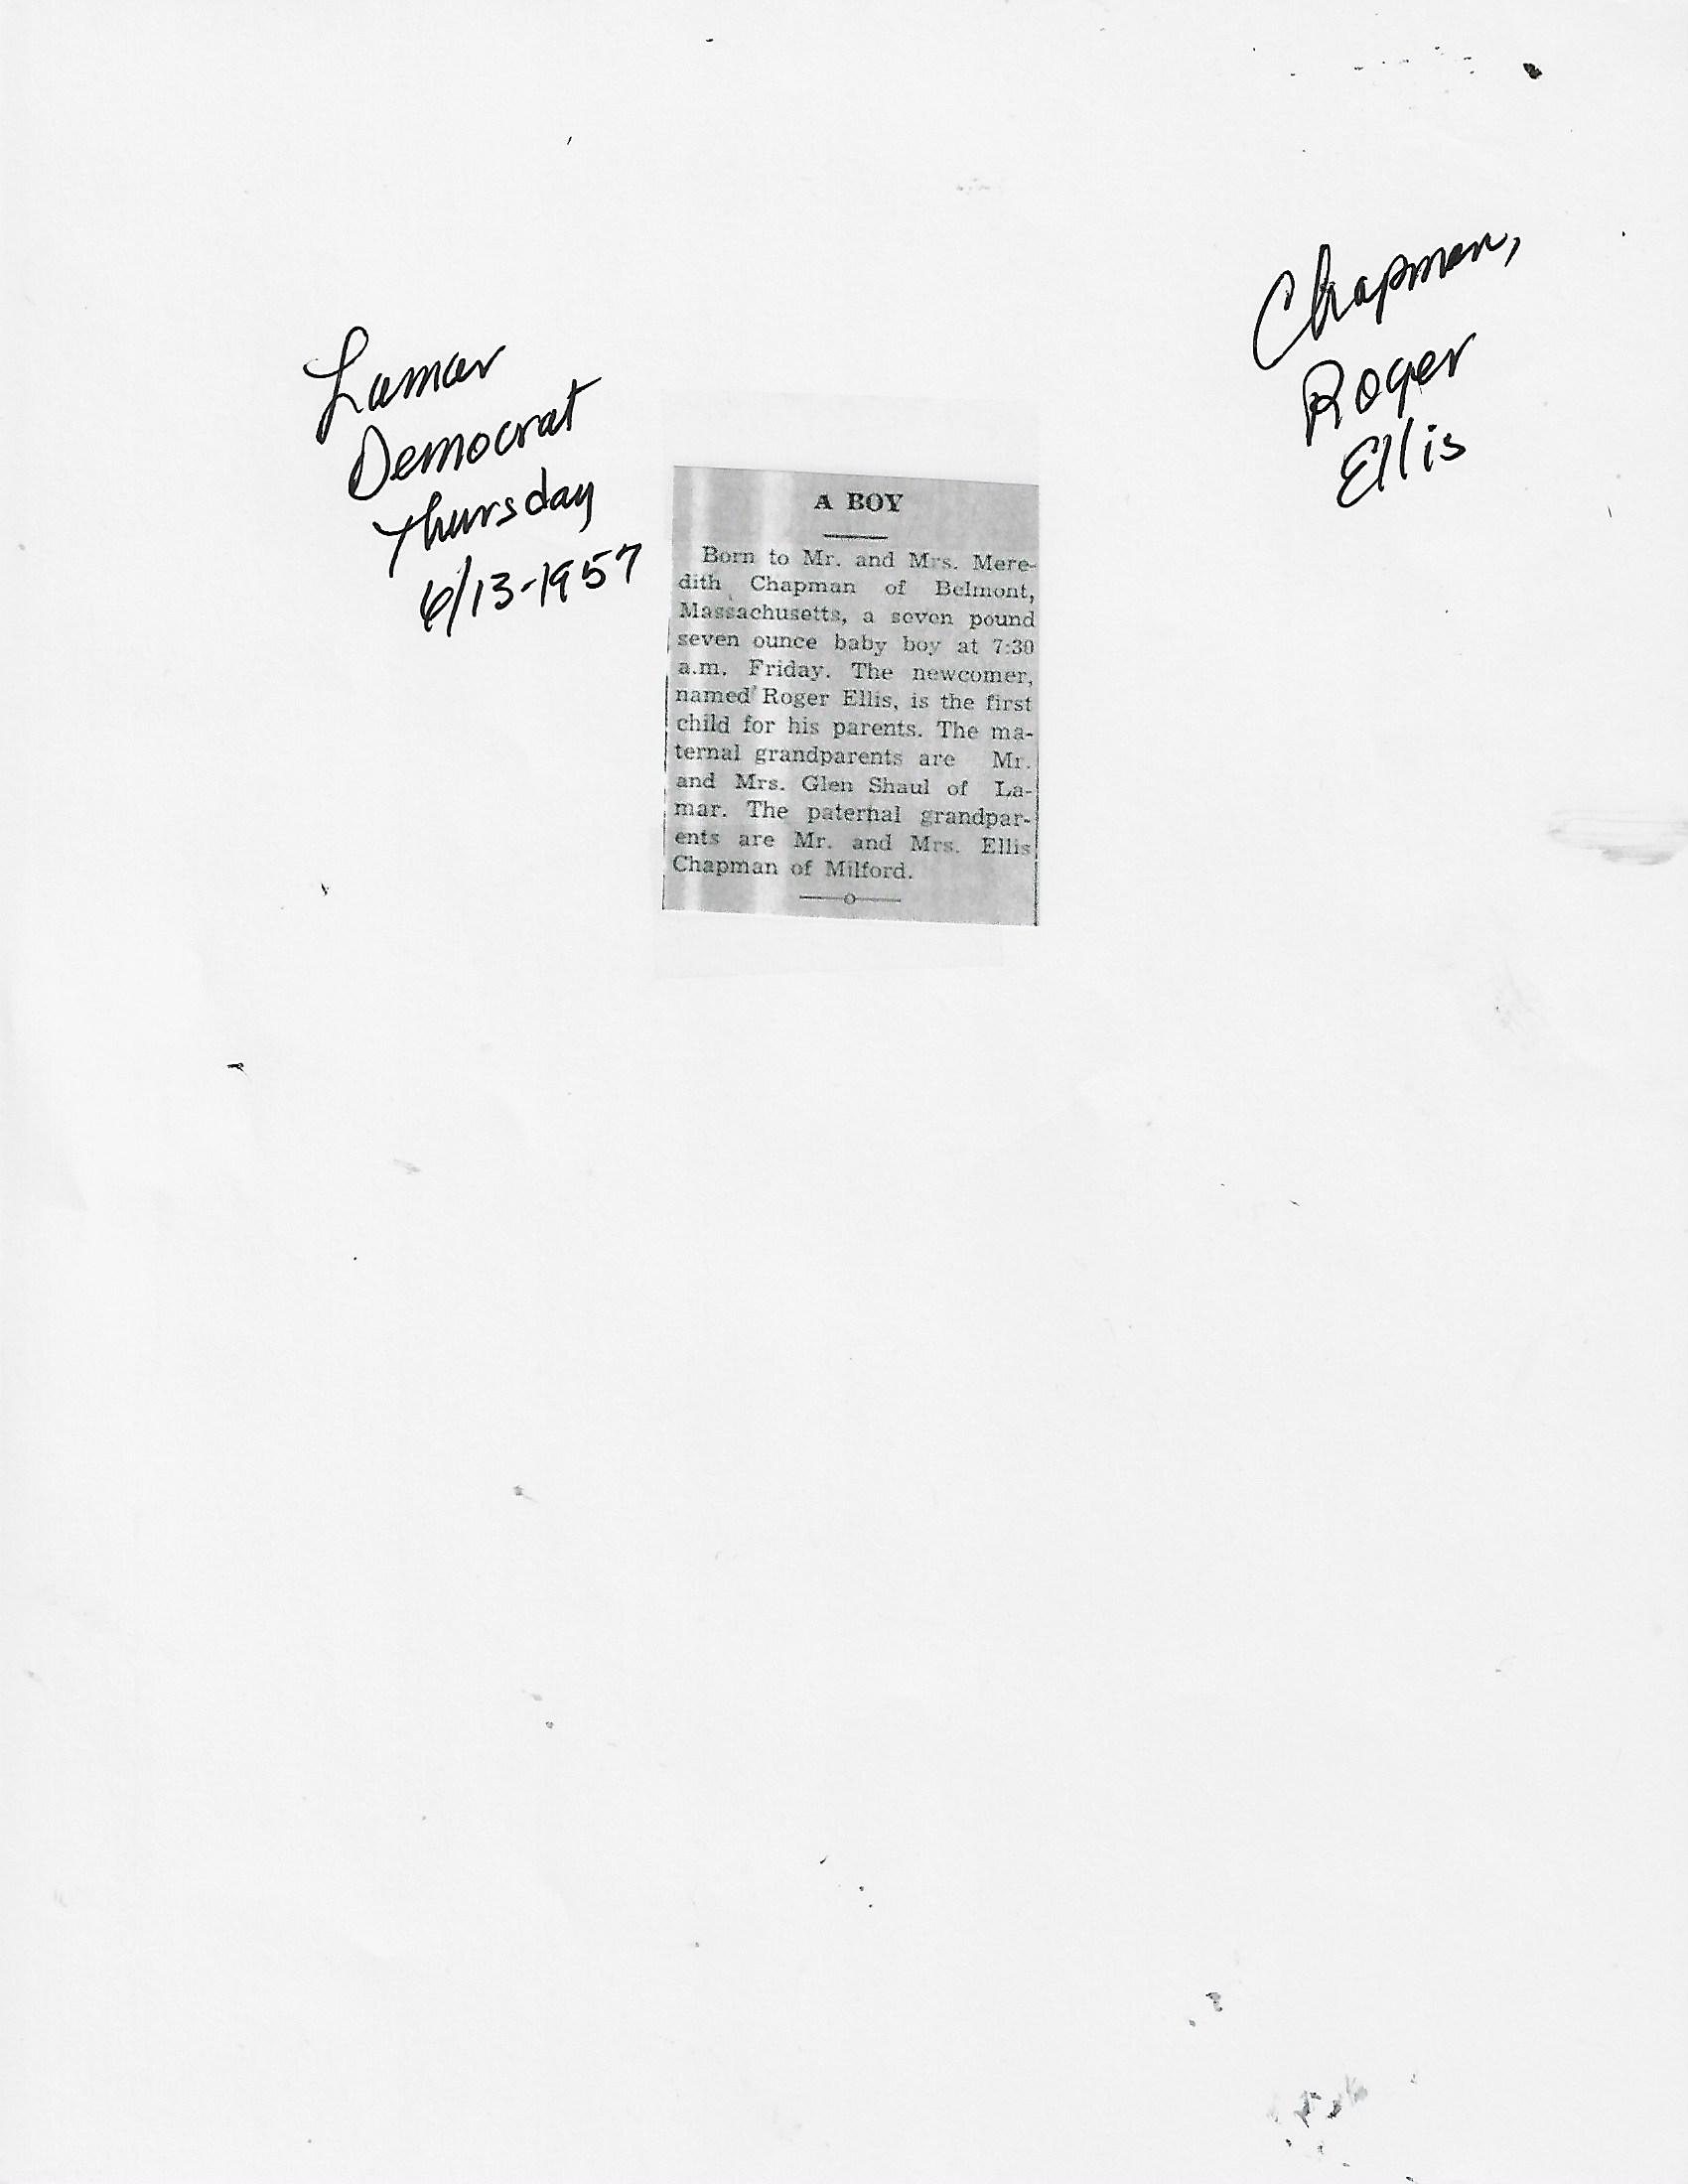 Chapman,
Roger
Ellis
Lamar
Democrat
Thursday
6/13-1957
A BOY
Born to Mr. and Mrs. Mere-
dith Chapman of Belmont,
Massachusetts, a seven pound
seven ounce baby boy at 7:30
a.m. Friday. The newcomer,
named Roger Ellis, is the first
child for his parents. The ma-
ternal grandparents are Mr.
and Mrs. Glen Shaul of La-
mar. The paternal grandpar-
ents are Mr. and Mrs. Ellis
Chapman of Milford.